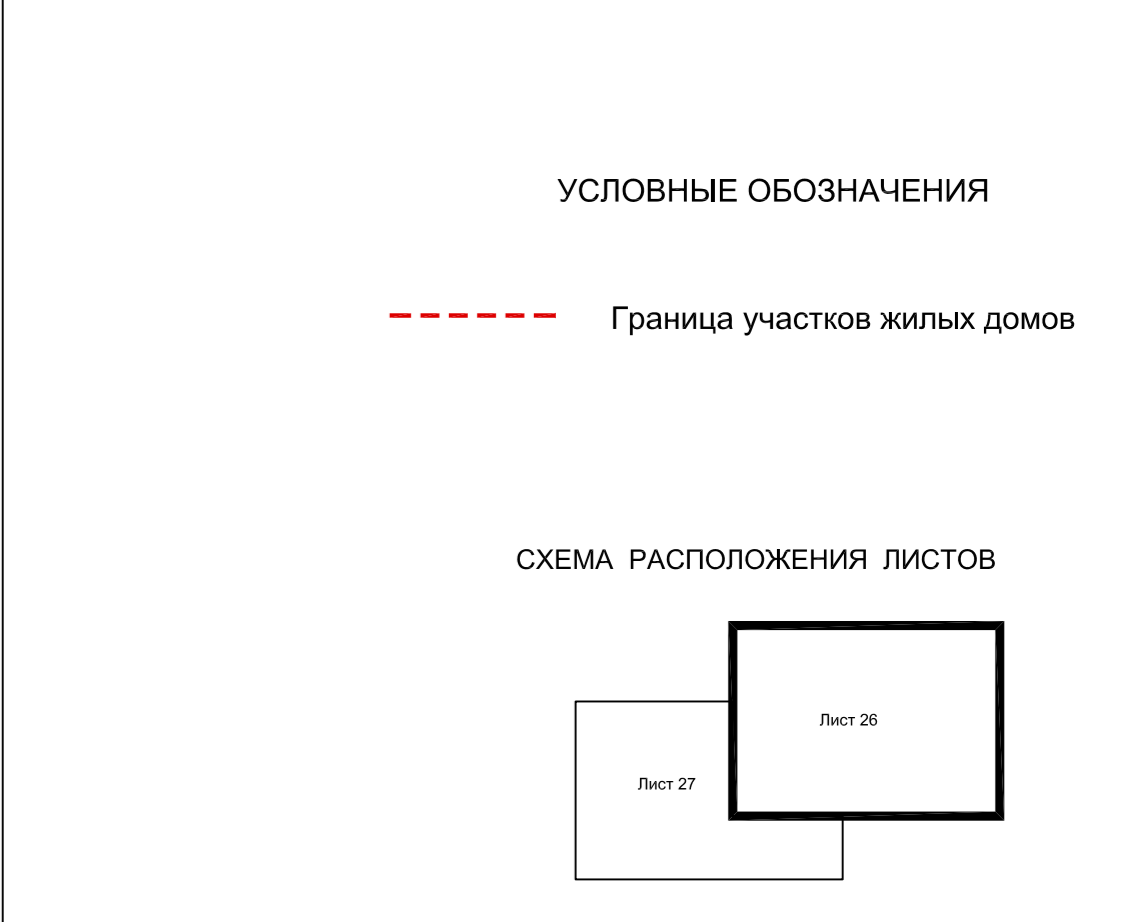 УСЛОВНЫЕ ОБОЗНАЧЕНИЯ
Граница участков жилых домов
СХЕМА РАСПОЛОЖЕНИЯ ЛИСТОВ
Лист 26
Лист 27